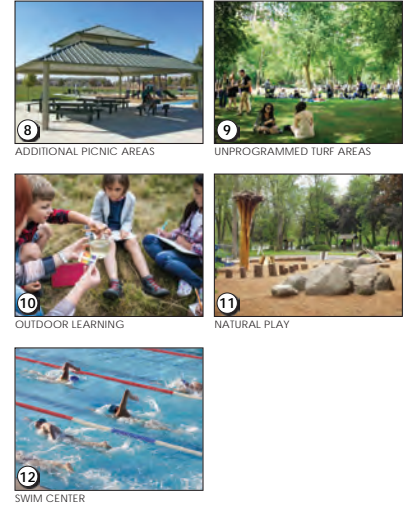 8
ADDITIONAL PICNIC AREAS
9
UNPROGRAMMED TURF AREAS
10
OUTDOOR LEARNING
11
NATURAL PLAY
12
SWIM CENTER